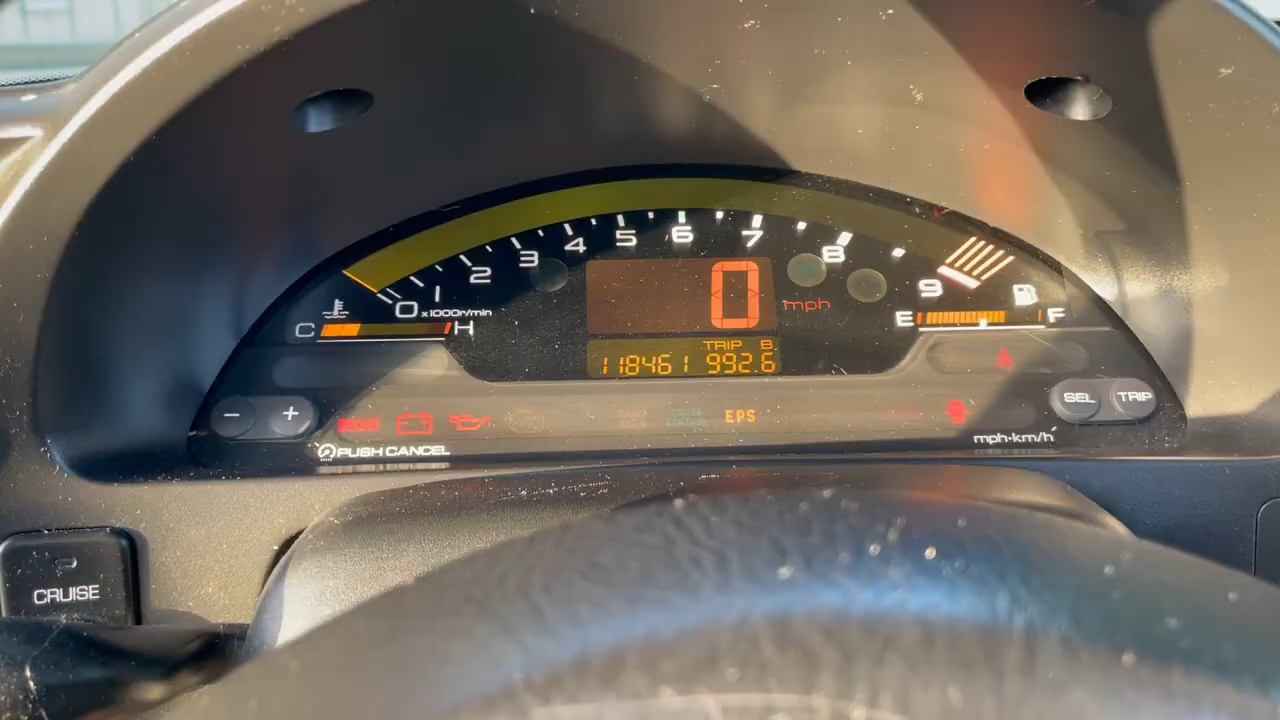 0 1 2 3 4 5 6 7 8 9
x1000r/min
C H
0 mph
E F
TRIP B
118461 992.6
- +
SEL TRIP
BRAKE
EPS
PUSH CANCEL
mph·km/h
CRUISE